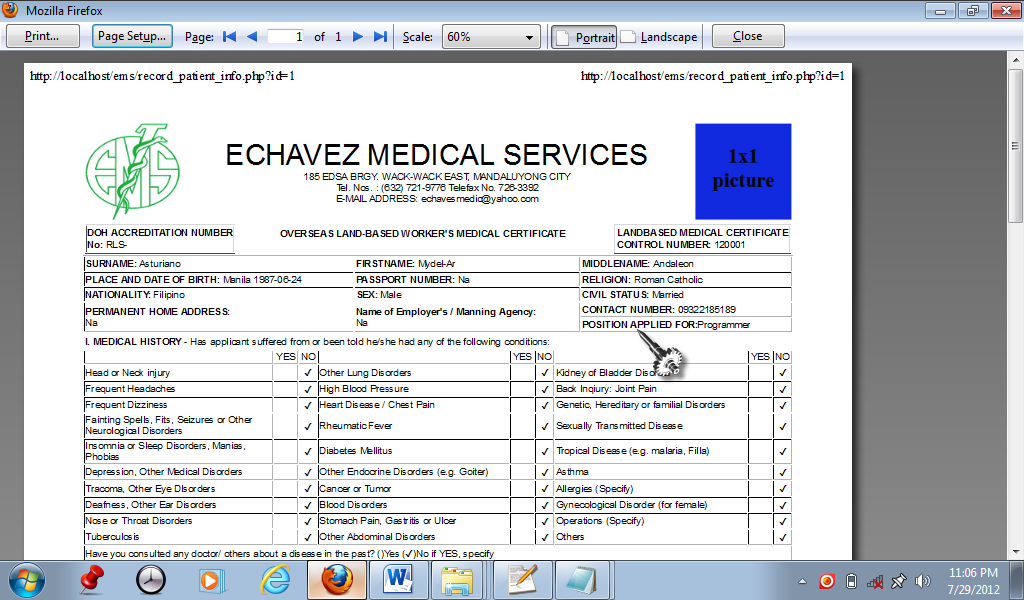 Mozilla Firefox
Print... Page Setup... Page: 1 of 1 Scale: 60% Portrait Landscape Close
http://localhost/ems/record_patient_info.php?id=1 http://localhost/ems/record_patient_info.php?id=1
EMS
ECHAVEZ MEDICAL SERVICES
185 EDSA BRGY. WACK-WACK EAST, MANDALUYONG CITY
Tel. Nos. : (632) 721-9776 Telefax No. 726-3392
E-MAIL ADDRESS: echavesmedic@yahoo.com
1x1
picture
DOH ACCREDITATION NUMBER
No: RLS-
OVERSEAS LAND-BASED WORKER'S MEDICAL CERTIFICATE
LANDBASED MEDICAL CERTIFICATE
CONTROL NUMBER: 120001
SURNAME: Asturiano FIRSTNAME: Mydel-Ar MIDDLENAME: Andaleon
PLACE AND DATE OF BIRTH: Manila 1987-06-24 PASSPORT NUMBER: Na RELIGION: Roman Catholic
NATIONALITY: Filipino SEX: Male CIVIL STATUS: Married
PERMANENT HOME ADDRESS:
Na
Name of Employer's / Manning Agency:
Na
CONTACT NUMBER: 09322185189
POSITION APPLIED FOR:Programmer
I. MEDICAL HISTORY - Has applicant suffered from or been told he/she had any of the following conditions:
YES NO YES NO YES NO
Head or Neck injury ✓ Other Lung Disorders ✓ Kidney of Bladder ✓
Frequent Headaches ✓ High Blood Pressure ✓ Back Inqiury: Joint Pain ✓
Frequent Dizziness ✓ Heart Disease / Chest Pain ✓ Genetic, Hereditary or familial Disorders ✓
Fainting Spells, Fits, Seizures or Other
Neurological Disorders ✓ Rheumatic Fever ✓ Sexually Transmitted Disease ✓
Insomnia or Sleep Disorders, Manias,
Phobias ✓ Diabetes Mellitus ✓ Tropical Disease (e.g. malaria, Filla) ✓
Depression, Other Medical Disorders ✓ Other Endocrine Disorders (e.g. Goiter) ✓ Asthma ✓
Tracoma, Other Eye DIsorders ✓ Cancer or Tumor ✓ Allergies (Specify) ✓
Deafness, Other Ear Disorders ✓ Blood Disorders ✓ Gynecological Disorder (for female) ✓
Nose or Throat Disorders ✓ Stomach Pain, Gastritis or Ulcer ✓ Operations (Specify) ✓
Tuberculosis ✓ Other Abdominal Disorders ✓ Others ✓
Have you consulted any doctor/ others about a disease in the past? ()Yes (✓)No if YES, specify
11:06 PM
7/29/2012